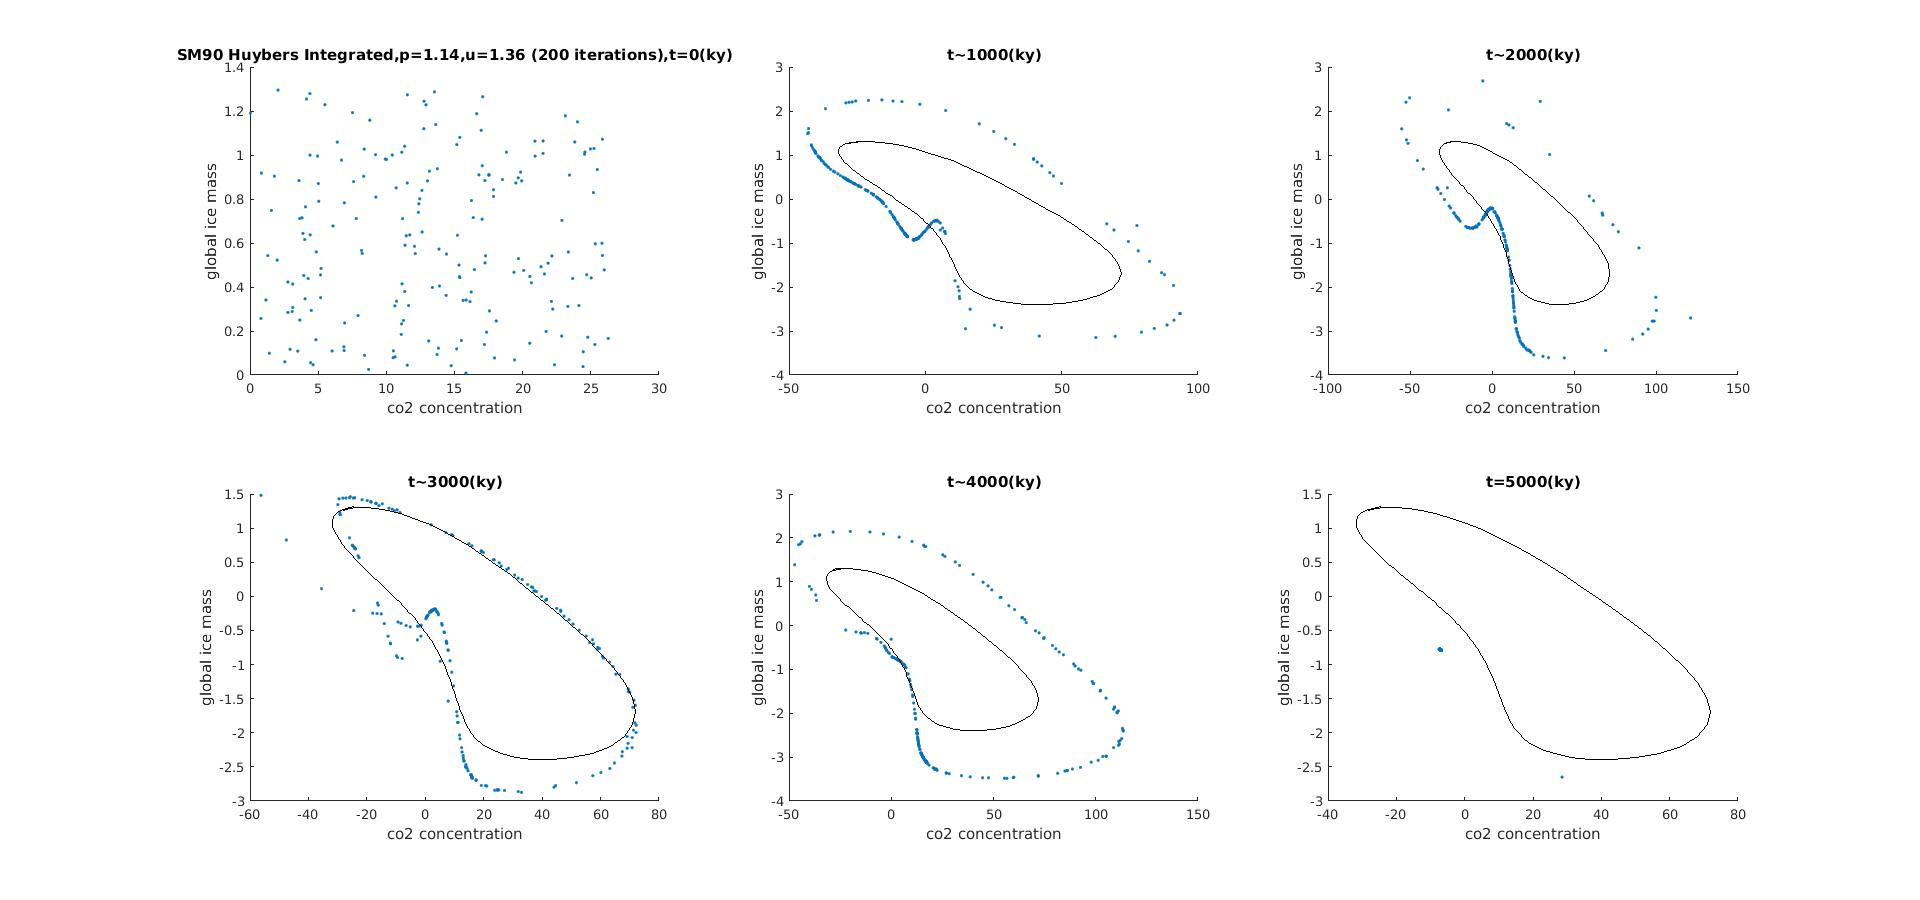 SM90 Huybers Integrated,p=1.14,u=1.36 (200 iterations),t=0(ky)
1.4
1.2
1
0.8
0.6
0.4
0.2
0
0 5 10 15 20 25 30
global ice mass
co2 concentration
t~1000(ky)
3
2
1
0
-1
-2
-3
-4
-50 0 50 100
global ice mass
co2 concentration
t~2000(ky)
3
2
1
0
-1
-2
-3
-4
-100 -50 0 50 100 150
global ice mass
co2 concentration
t~3000(ky)
1.5
1
0.5
0
-0.5
-1
-1.5
-2
-2.5
-3
-60 -40 -20 0 20 40 60 80
global ice mass
co2 concentration
t~4000(ky)
3
2
1
0
-1
-2
-3
-4
-50 0 50 100 150
global ice mass
co2 concentration
t=5000(ky)
1.5
1
0.5
0
-0.5
-1
-1.5
-2
-2.5
-3
-40 -20 0 20 40 60 80
global ice mass
co2 concentration